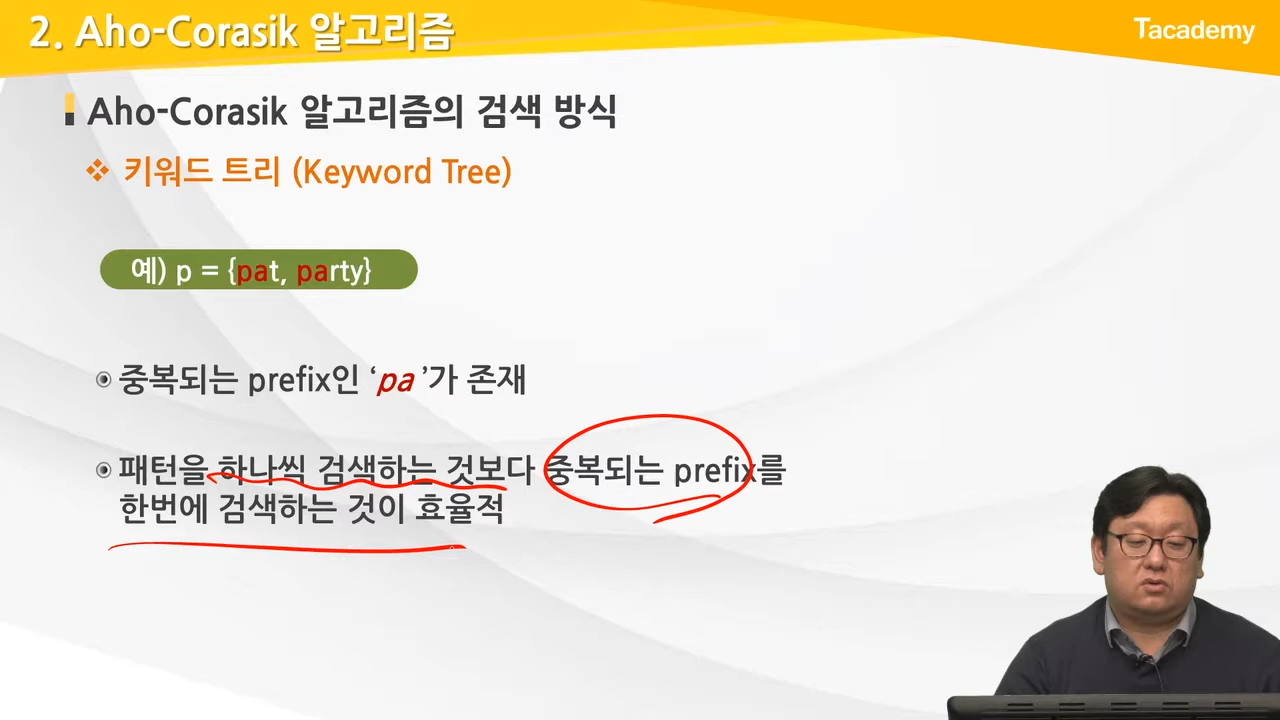 2. Aho-Corasik 알고리즘
Tacademy
Aho-Corasik 알고리즘의 검색 방식
키워드 트리 (Keyword Tree)
예) p = {pat, party}
중복되는 prefix인 ‘pa ’가 존재
패턴을 하나씩 검색하는 것보다 중복되는 prefix를
한번에 검색하는 것이 효율적